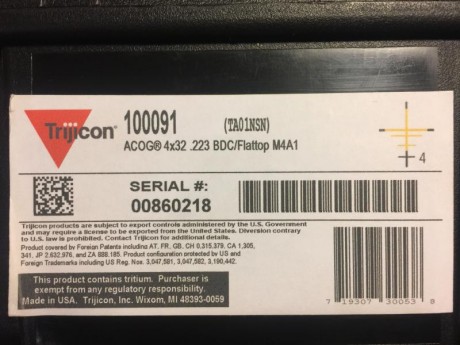 Trijicon®
100091 (TA01NSN)
ACOG® 4x32 .223 BDC/Flattop M4A1
4
SERIAL #:
00860218
Trijicon products are subject to export controls administered by the U.S. Government
and may require a license to be exported from the United States. Diversion contrary
to U.S. law is prohibited. Contact Trijicon for additional details.
Product covered by Foreign Patents including AT, FR, GB, CH 0,315,379, CA 1,305,
341, JP 2,632,976, and ZA 889,185. Product configuration protected by US and
Foreign Trademarks including US Reg. Nos. 3,047,581, 3,047,582, 3,190,442.
This product contains tritium. Purchaser is
exempt from any regulatory responsibility.
Made in USA. Trijicon, Inc. Wixom, MI 48393-0059
7 19307 30053